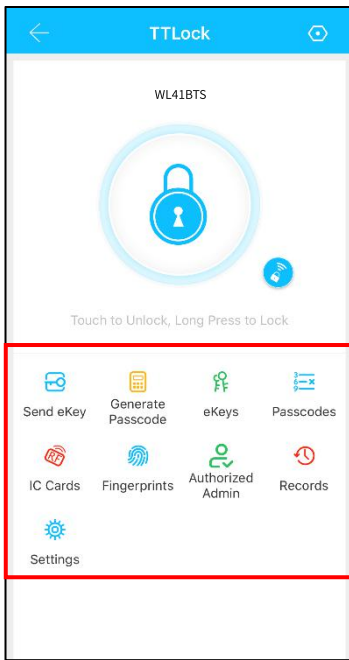 TTLock
WL41BTS
Touch to Unlock, Long Press to Lock
Send eKey
Generate
Passcode
eKeys
Passcodes
IC Cards
Fingerprints
Authorized
Admin
Records
Settings